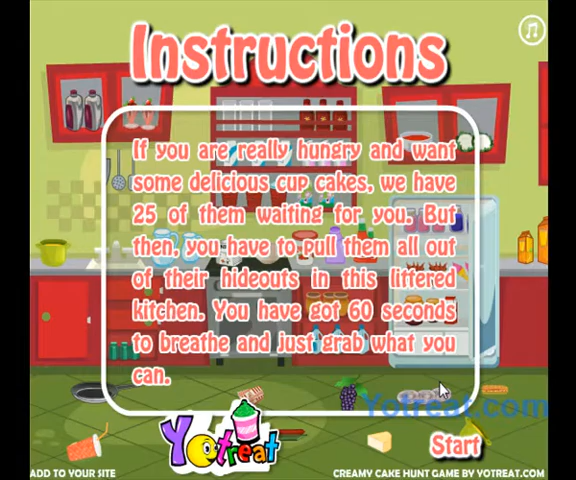 Instructions
If you are really hungry and want
some delicious cup cakes, we have
25 of them waiting for you. But
then, you have to pull them all out
of their hideouts in this littered
kitchen. You have got 60 seconds
to breathe and just grab what you
can.
Yotreat.com
Yotreat
Start
ADD TO YOUR SITE
CREAMY CAKE HUNT GAME BY YOTREAT.COM